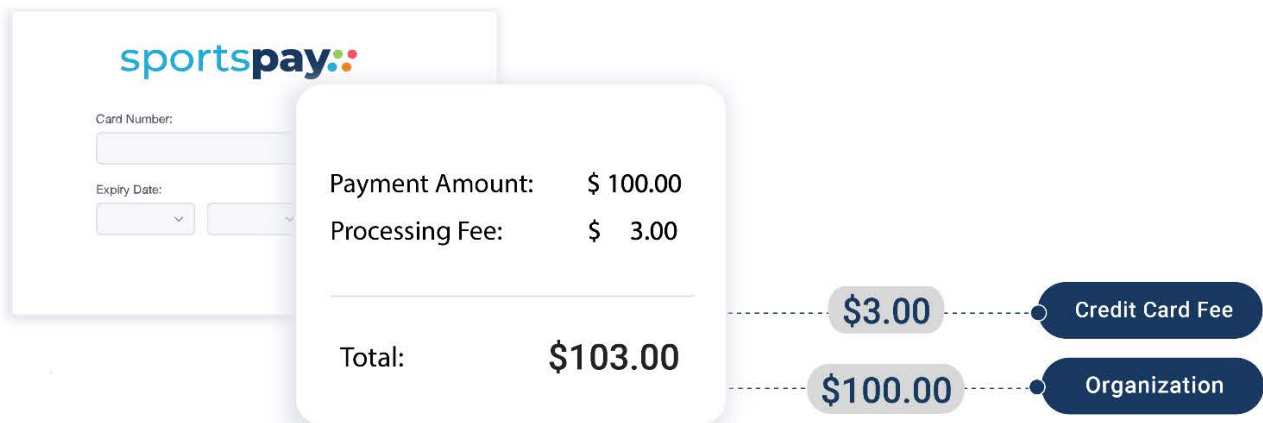 sportspay
Card Number:
Expiry Date:
Payment Amount: $ 100.00
Processing Fee: $ 3.00
Total: $103.00
$3.00 Credit Card Fee
$100.00 Organization